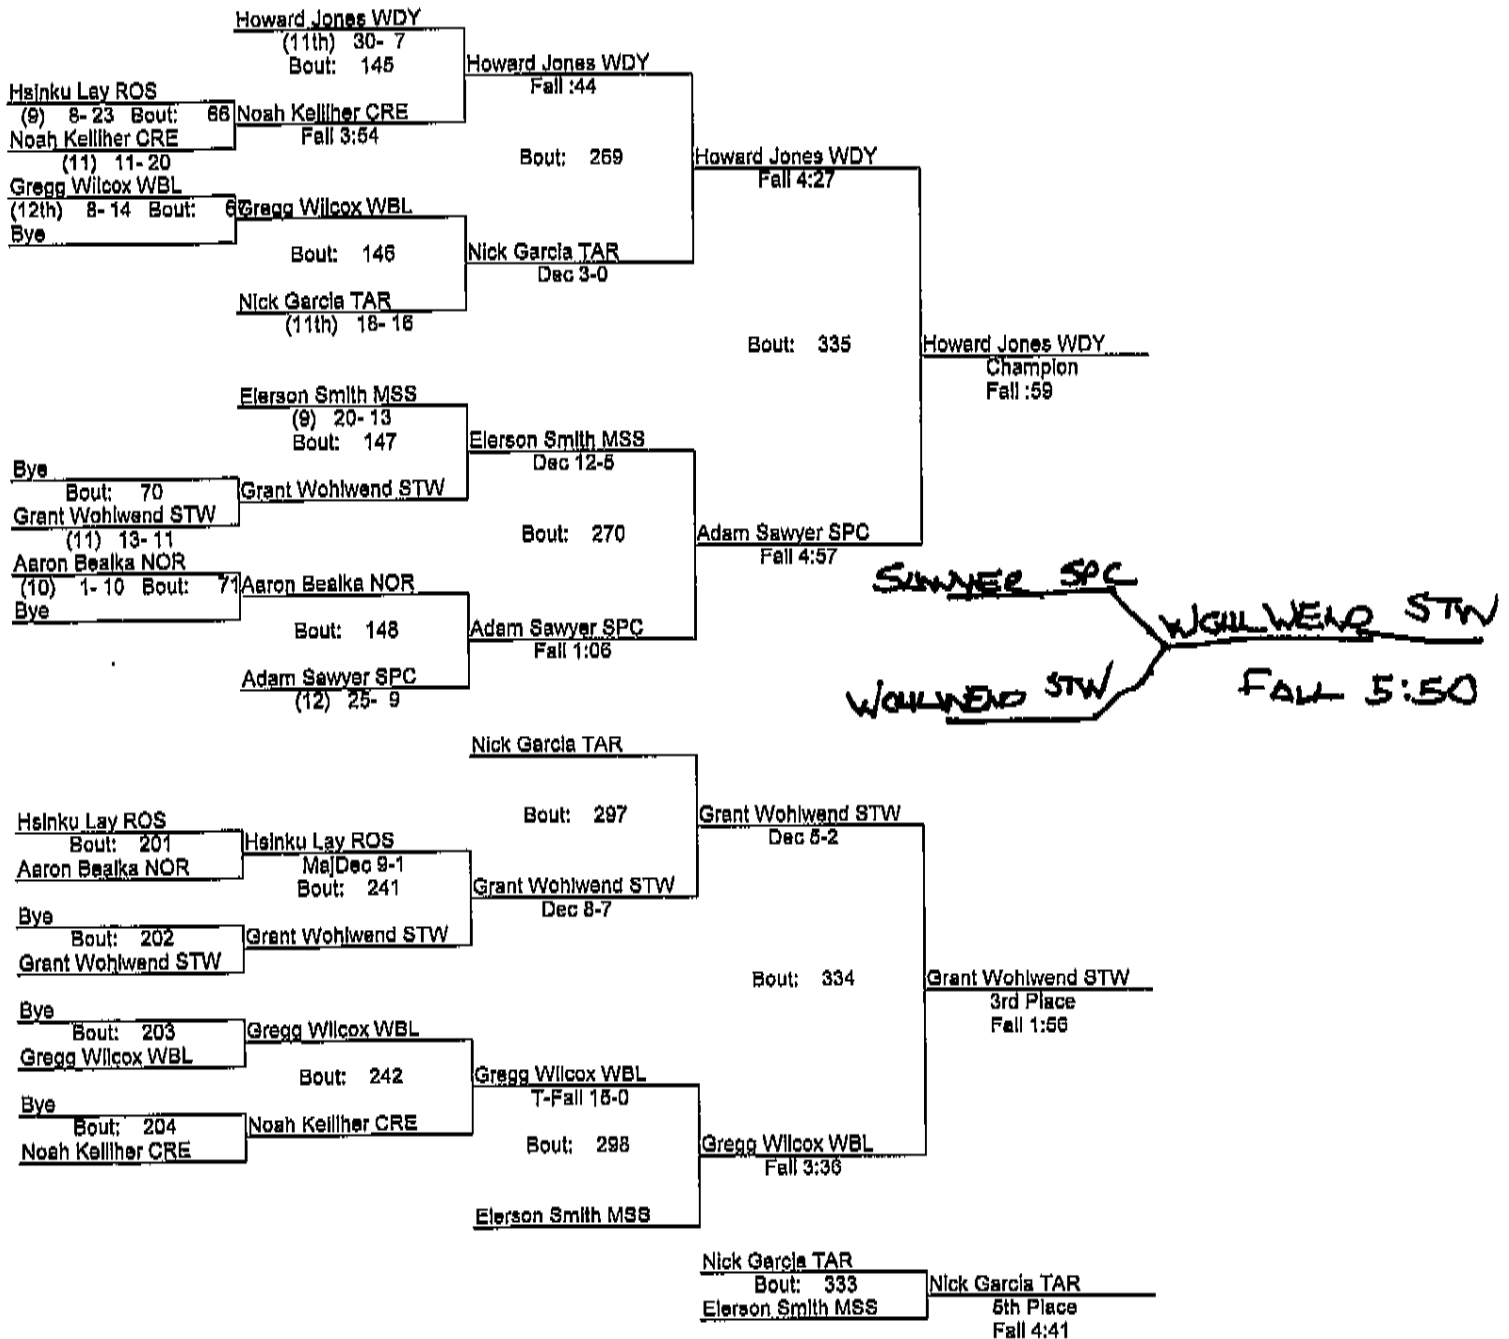 Howard Jones WDY
(11th) 30- 7
Bout: 145
Howard Jones WDY
Fall :44
Hsinku Lay ROS
(9) 8- 23 Bout: 66
Noah Kelliher CRE
Fall 3:54
Noah Kelliher CRE
(11) 11- 20
Bout: 269
Howard Jones WDY
Fall 4:27
Gregg Wilcox WBL
(12th) 8- 14 Bout: 67
Bye
Gregg Wilcox WBL
Bout: 146
Nick Garcia TAR
Dec 3-0
Nick Garcia TAR
(11th) 18- 16
Bout: 335
Howard Jones WDY
Champion
Fall :59
Elerson Smith MSS
(9) 20- 13
Bout: 147
Elerson Smith MSS
Dec 12-5
Bye
Bout: 70
Grant Wohlwend STW
Grant Wohlwend STW
(11) 13- 11
Bout: 270
Adam Sawyer SPC
Fall 4:57
Aaron Bealka NOR
(10) 1- 10 Bout: 71
Bye
Aaron Bealka NOR
Bout: 148
Adam Sawyer SPC
Fall 1:06
Adam Sawyer SPC
(12) 25- 9
SAWYER SPC
WOHLWEND STW
WOHLWEND STW
FALL 5:50
Nick Garcia TAR
Bout: 297
Grant Wohlwend STW
Dec 5-2
Hsinku Lay ROS
Bout: 201
Aaron Bealka NOR
Hsinku Lay ROS
MajDec 9-1
Bout: 241
Grant Wohlwend STW
Dec 8-7
Bye
Bout: 202
Grant Wohlwend STW
Grant Wohlwend STW
Bout: 334
Grant Wohlwend STW
3rd Place
Fall 1:56
Bye
Bout: 203
Gregg Wilcox WBL
Gregg Wilcox WBL
Bout: 242
Gregg Wilcox WBL
T-Fall 15-0
Bye
Bout: 204
Noah Kelliher CRE
Noah Kelliher CRE
Bout: 298
Gregg Wilcox WBL
Fall 3:36
Elerson Smith MSS
Nick Garcia TAR
Bout: 333
Elerson Smith MSS
Nick Garcia TAR
5th Place
Fall 4:41